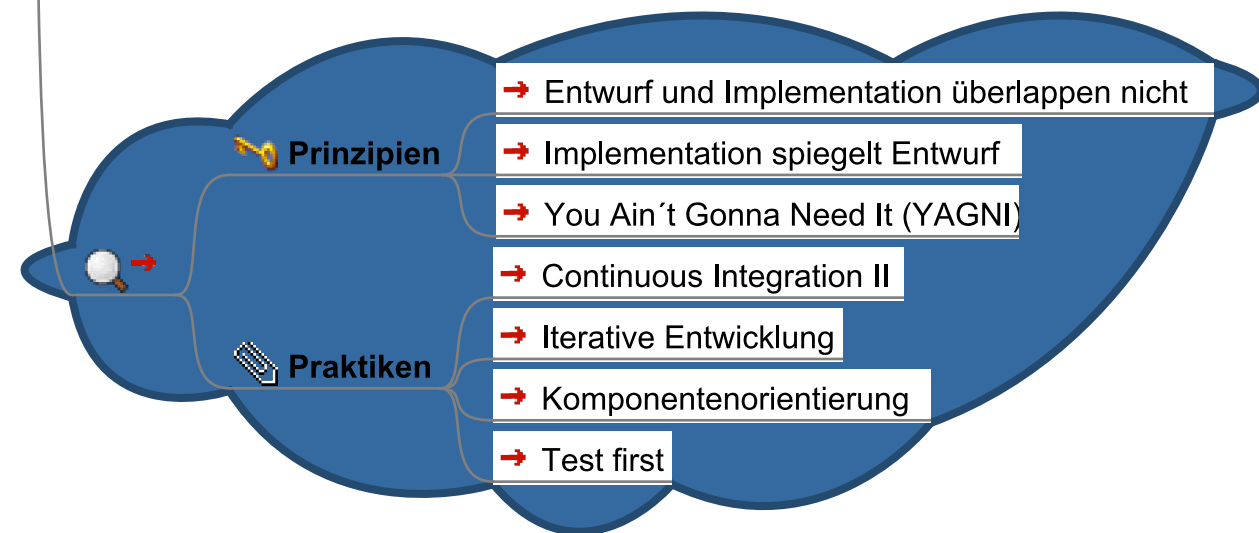 Prinzipien
Entwurf und Implementation überlappen nicht
Implementation spiegelt Entwurf
You Ain´t Gonna Need It (YAGNI)
Praktiken
Continuous Integration II
Iterative Entwicklung
Komponentenorientierung
Test first